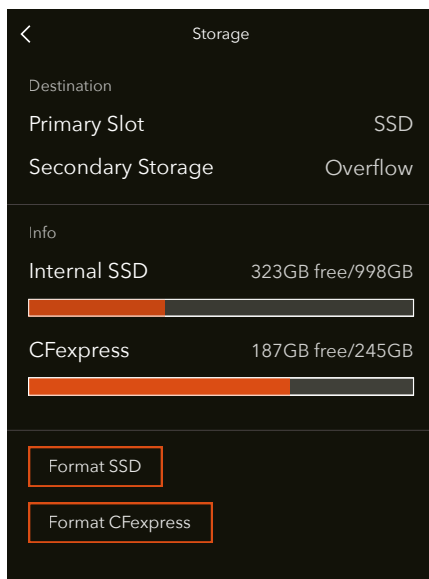 Storage
Destination
Primary Slot SSD
Secondary Storage Overflow
Info
Internal SSD 323GB free/998GB
CFexpress 187GB free/245GB
Format SSD
Format CFexpress